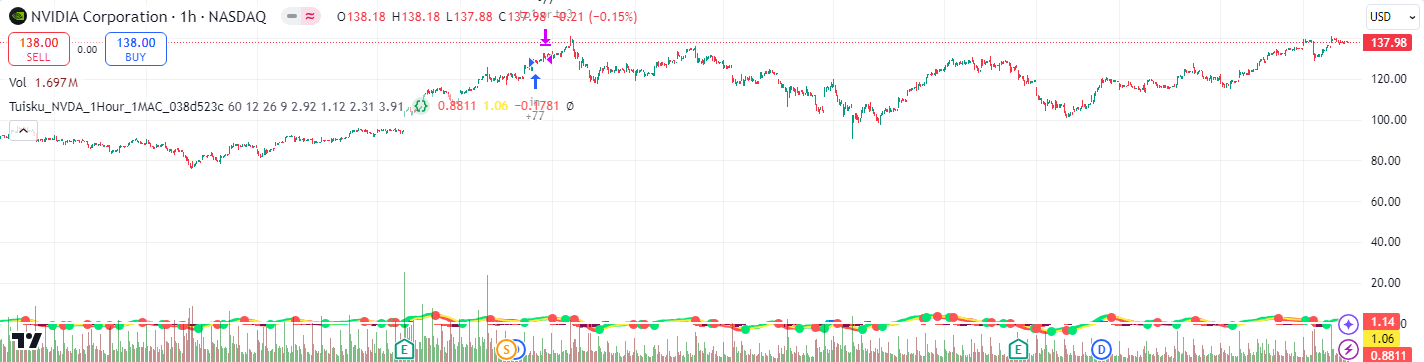 NVIDIA Corporation · 1h · NASDAQ
O138.18 H138.18 L137.88 C137.98 −0.21 (−0.15%)
USD
138.00
SELL
0.00
138.00
BUY
137.98
Vol 1.697M
120.00
Tuisku_NVDA_1Hour_1MAC_038d523c 60 12 26 9 2.92 1.12 2.31 3.91
0.8811 1.06 −0.1781 Ø
+77
100.00
80.00
60.00
40.00
20.00
1.14
1.06
0.8811
E
S
E
D